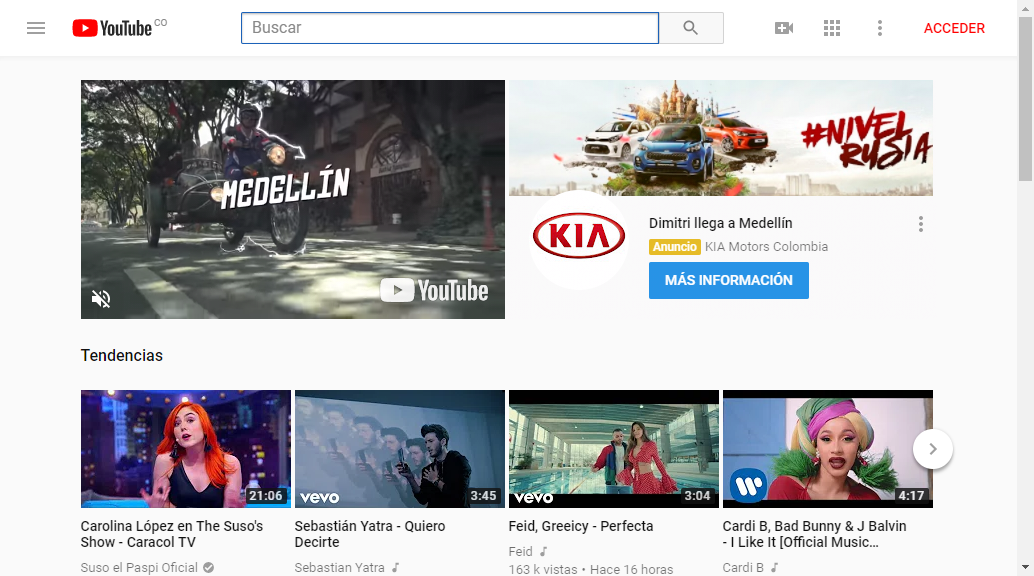 YouTube CO
Buscar
ACCEDER
MEDELLÍN
YouTube
#NIVEL
RUSIA
KIA
Dimitri llega a Medellín
Anuncio KIA Motors Colombia
MÁS INFORMACIÓN
Tendencias
21:06
vevo 3:45
vevo 3:04
W 4:17
Carolina López en The Suso's
Show - Caracol TV
Suso el Paspi Oficial
Sebastián Yatra - Quiero
Decirte
Sebastian Yatra
Feid, Greeicy - Perfecta
Feid
163 k vistas • Hace 16 horas
Cardi B, Bad Bunny & J Balvin
- I Like It [Official Music…
Cardi B